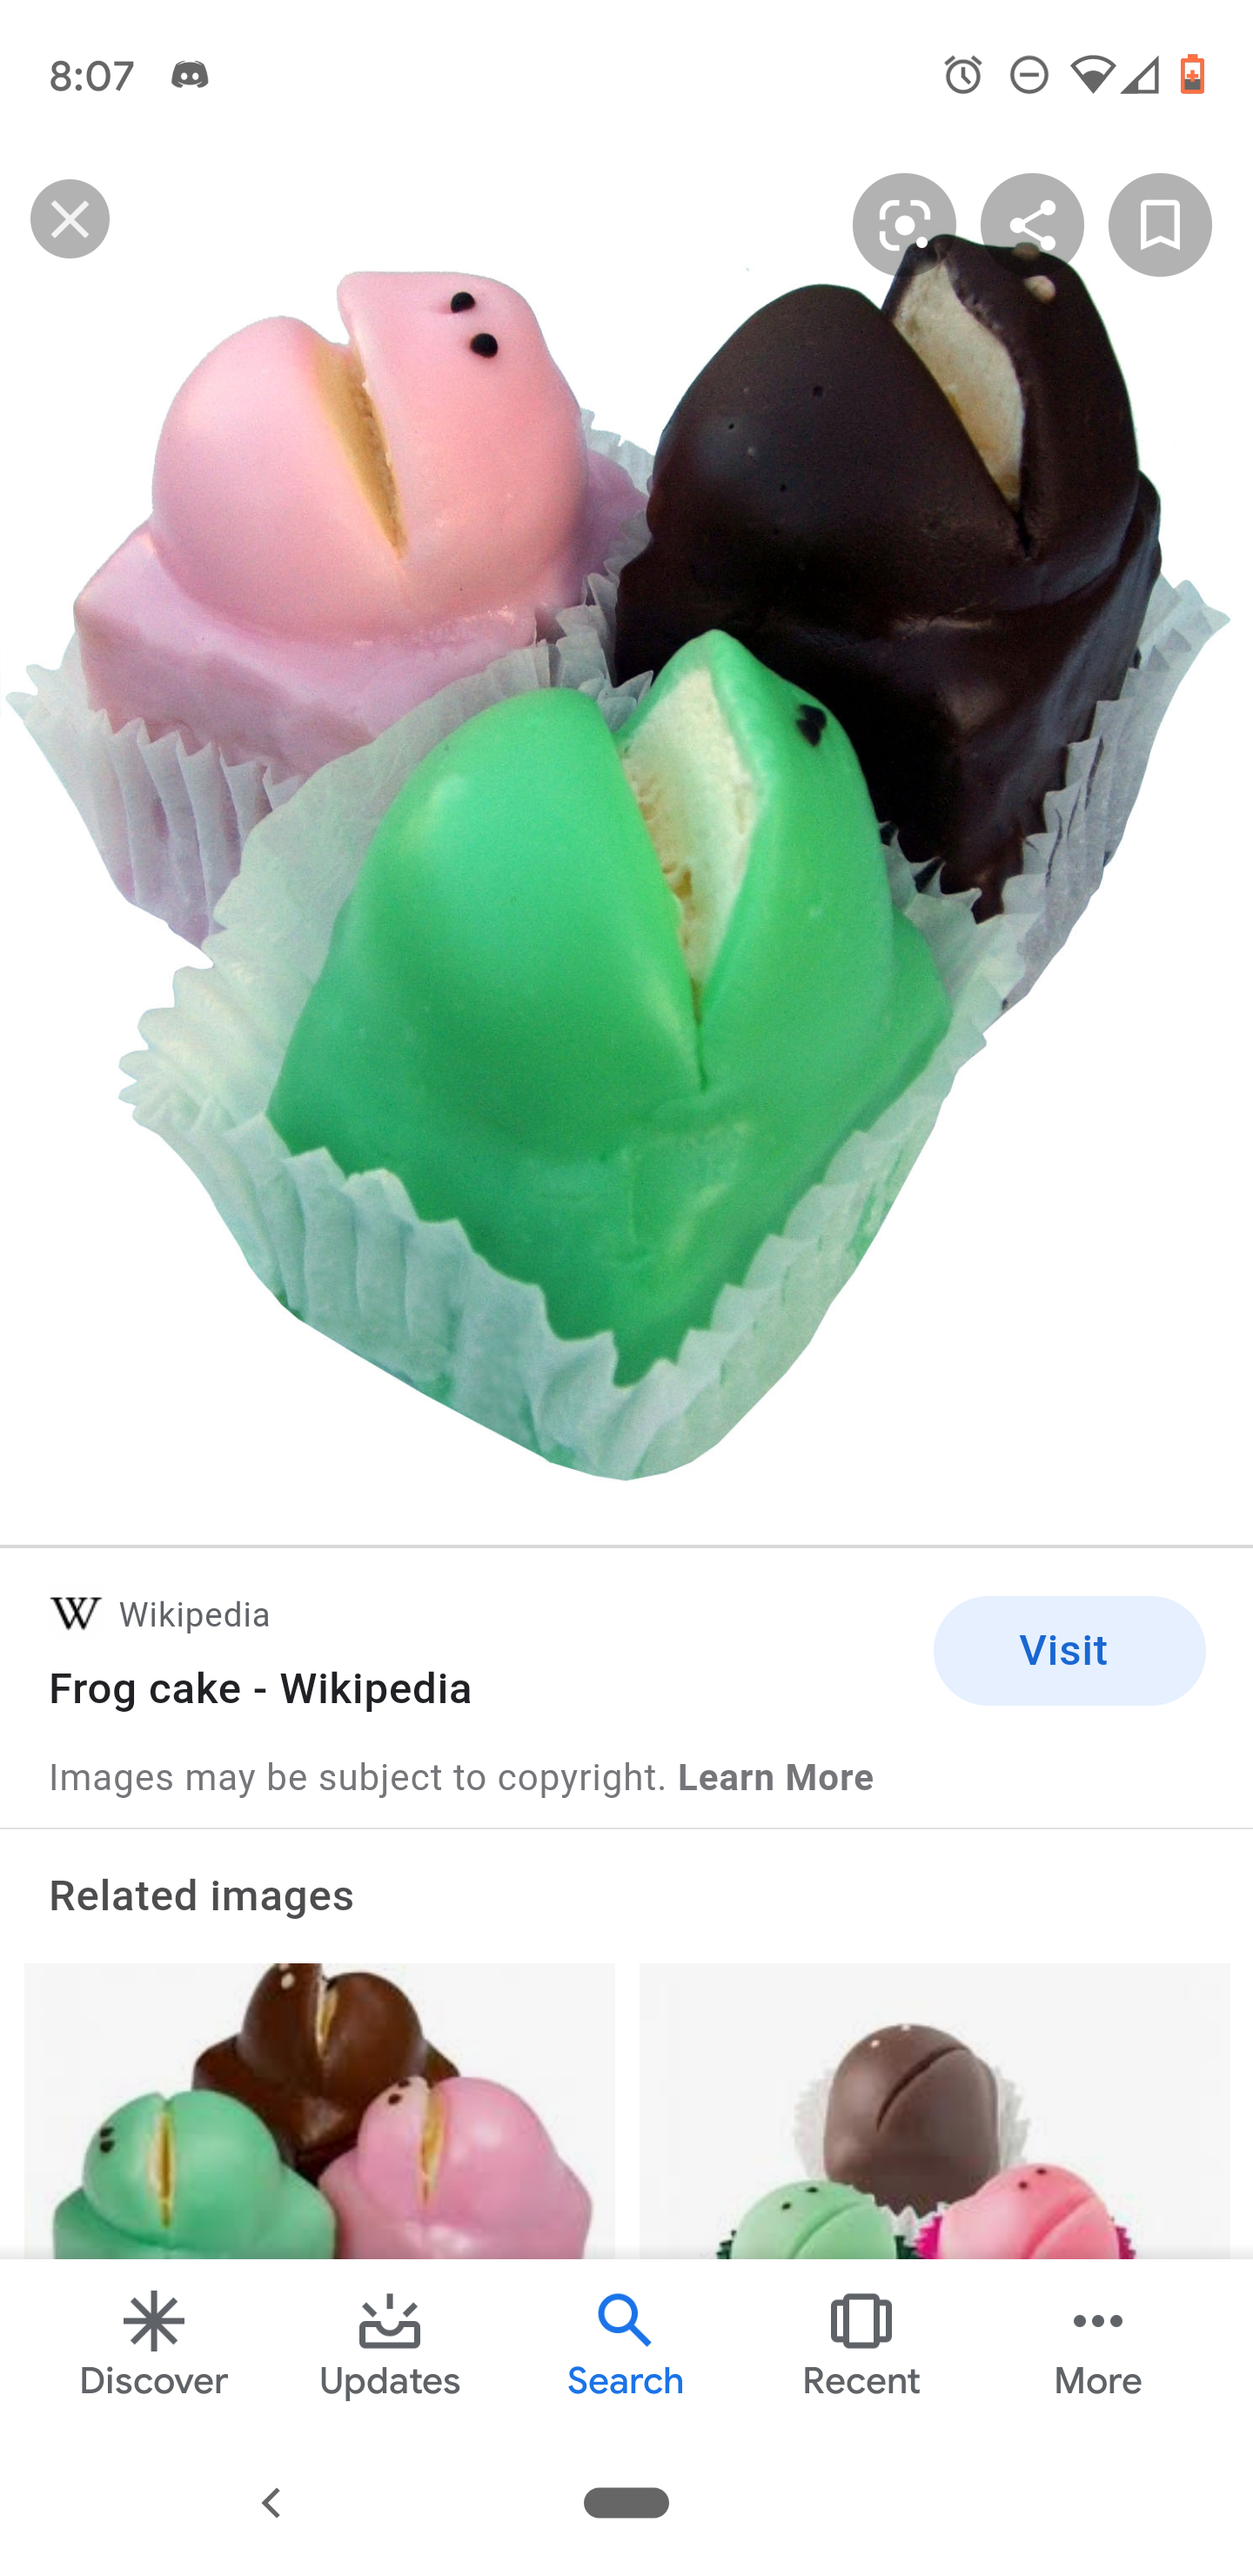 8:07
Wikipedia
Frog cake - Wikipedia
Visit
Images may be subject to copyright. Learn More
Related images
Discover
Updates
Search
Recent
More